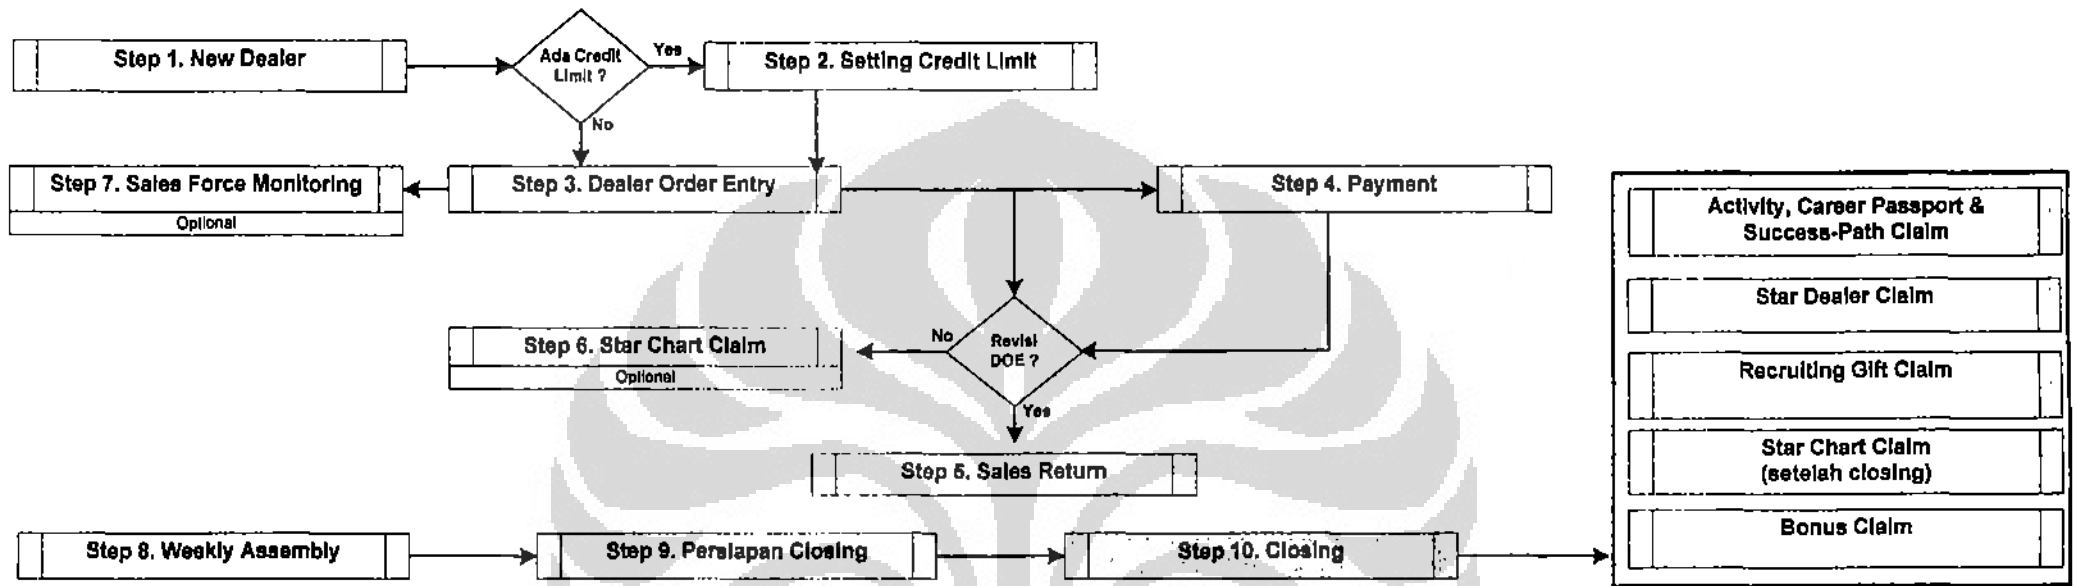 Step 1. New Dealer
Ada Credit
Limit ?
Yes
No
Step 2. Setting Credit Limit
Step 7. Sales Force Monitoring
Optional
Step 3. Dealer Order Entry
Step 4. Payment
Step 6. Star Chart Claim
Optional
No
Revisi
DOE ?
Yes
Step 5. Sales Return
Step 8. Weekly Assembly
Step 9. Persiapan Closing
Step 10. Closing
Activity, Career Passport &
Success-Path Claim
Star Dealer Claim
Recruiting Gift Claim
Star Chart Claim
(setelah closing)
Bonus Claim